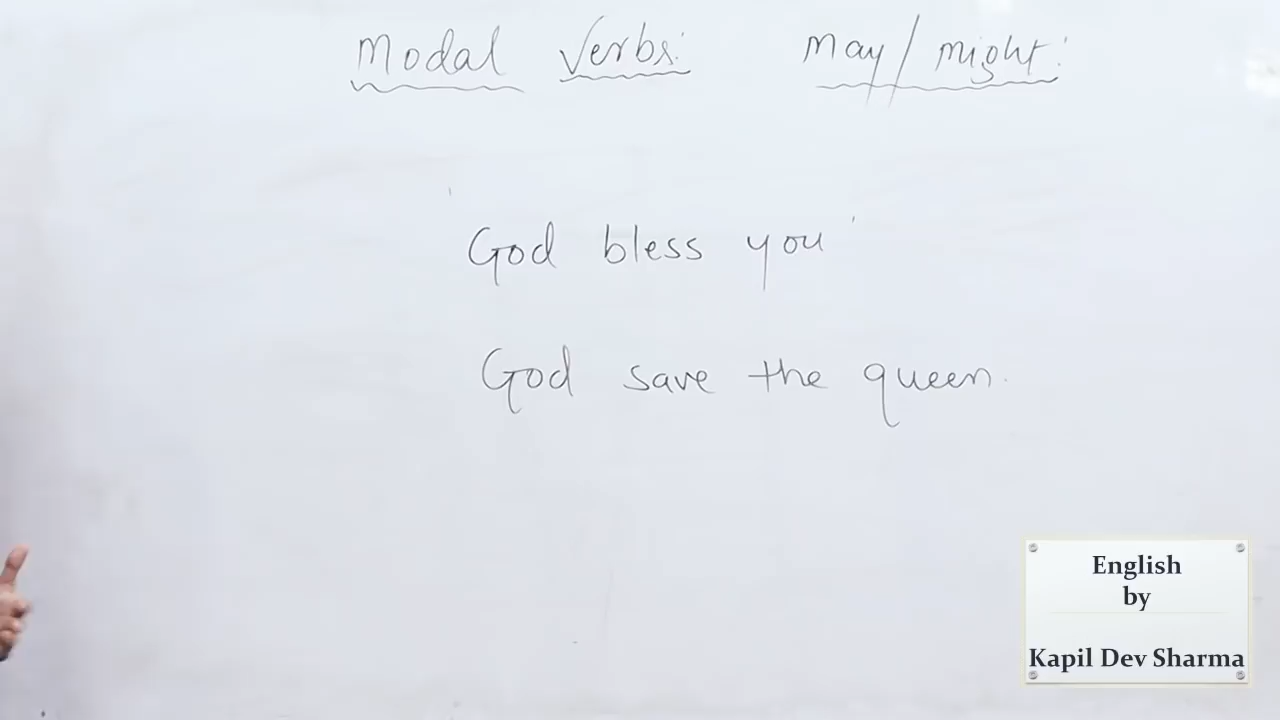 Modal Verbs: May/might:
God bless you
God save the queen.
English
by
Kapil Dev Sharma